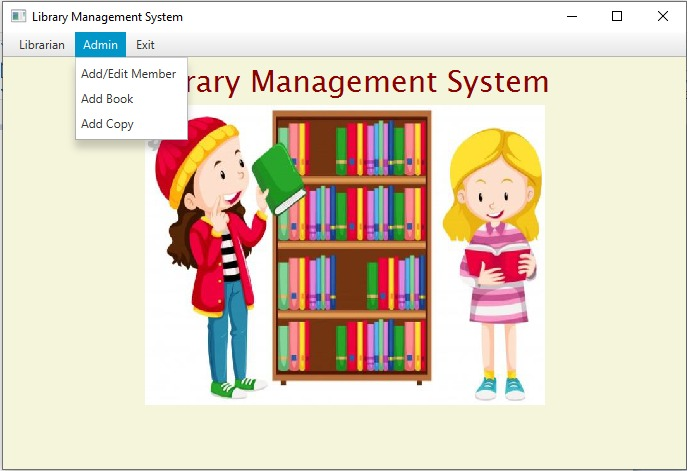 Library Management System
Librarian Admin Exit
Add/Edit Member
rary Management System
Add Book
Add Copy